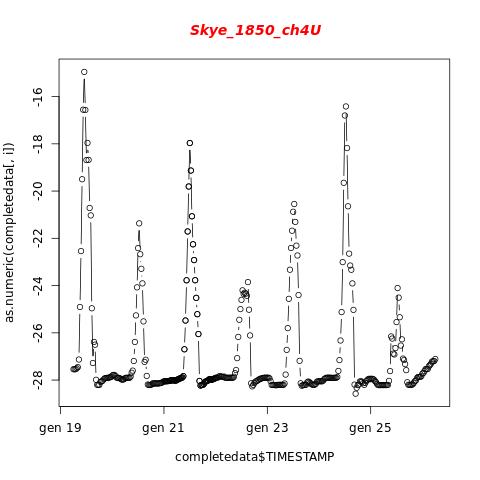 Skye_1850_ch4U
as.numeric(completedata[, i])
-16
-18
-20
-22
-24
-26
-28
gen 19
gen 21
gen 23
gen 25
completedata$TIMESTAMP